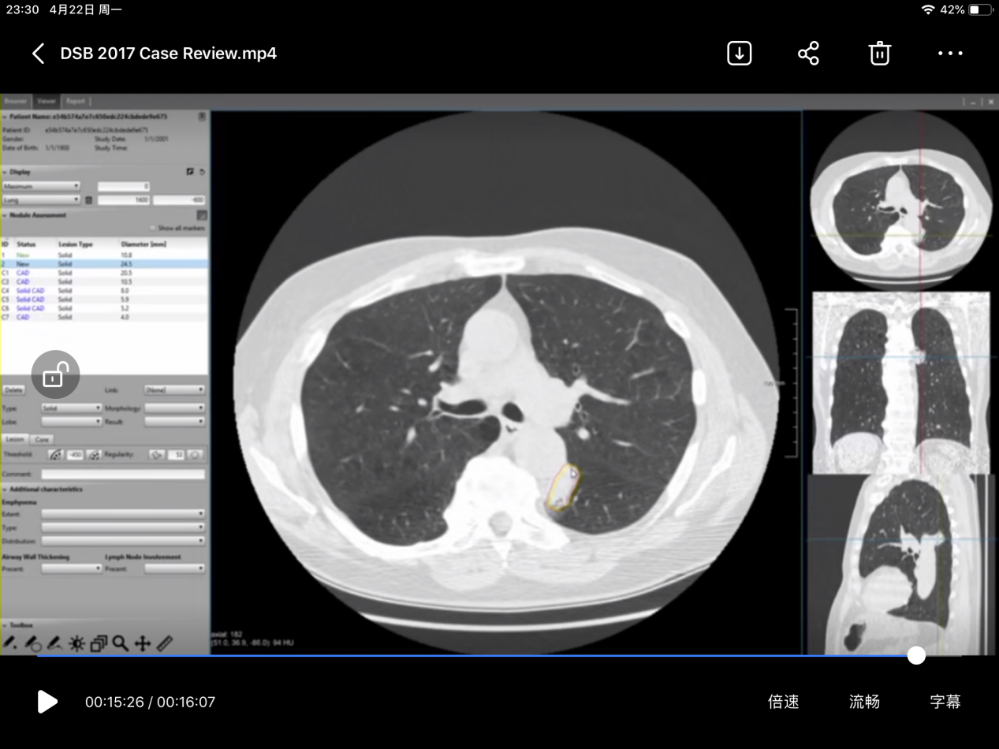 23:30 4月22日 周一
42%
DSB 2017 Case Review.mp4
Browser Viewer Report
Patient Name: e54b574a7e7c650edc224cbdede9e675
Patient ID: e54b574a7e7c650edc224cbdede9e675
Gender: Study Date: 1/1/2001
Date of Birth: 1/1/1900 Study Time:
Display
Maximum 0
Lung 1600 -600
Nodule Assessment
Show all markers
ID Status Lesion Type Diameter [mm]
1 New Solid 10.8
2 New Solid 24.5
C1 CAD Solid 20.5
C3 CAD Solid 10.5
C4 Solid CAD Solid 8.0
C5 Solid CAD Solid 5.9
C6 Solid CAD Solid 5.2
C7 CAD Solid 4.0
Delete Link: [None]
Type: Solid Morphology:
Lobe: Result:
Lesion Core
Threshold: -450 Regularity: 53
Comment:
Additional characteristics
Emphysema
Extent:
Type:
Distribution:
Airway Wall Thickening Lymph Node Involvement
Present: Present:
Toolbox
100 mm
axial: 182
(51.0, 36.9, -86.0): 94 HU
00:15:26 / 00:16:07
倍速 流畅 字幕